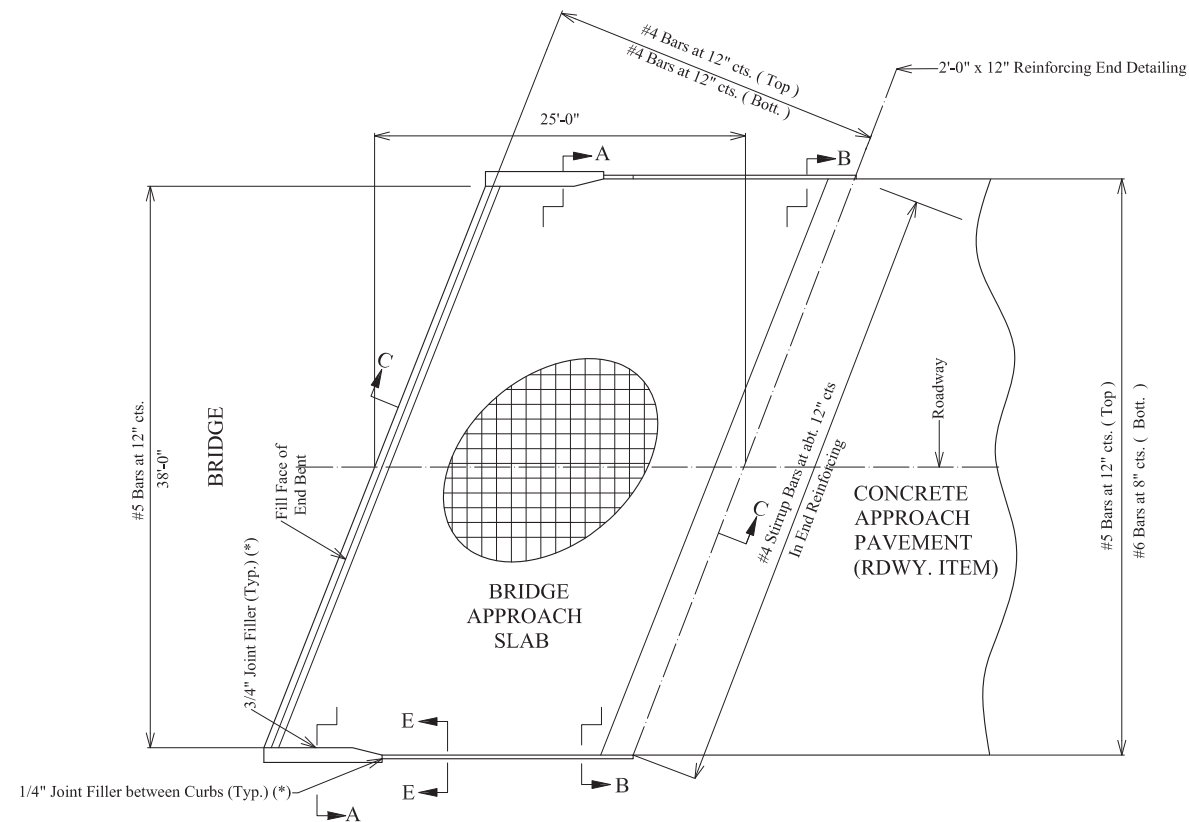 #4 Bars at 12" cts. ( Top )
#4 Bars at 12" cts. ( Bott. )
2'-0" x 12" Reinforcing End Detailing
25'-0"
A
B
C
#5 Bars at 12" cts.
38'-0"
BRIDGE
Fill Face of
End Bent
Roadway
#4 Stirrup Bars at abt. 12" cts
In End Reinforcing
C
CONCRETE
APPROACH
PAVEMENT
(RDWY. ITEM)
#5 Bars at 12" cts. ( Top )
#6 Bars at 8" cts. ( Bott. )
BRIDGE
APPROACH
SLAB
3/4" Joint Filler (Typ.) (*)
E
E
B
1/4" Joint Filler between Curbs (Typ.) (*)
A